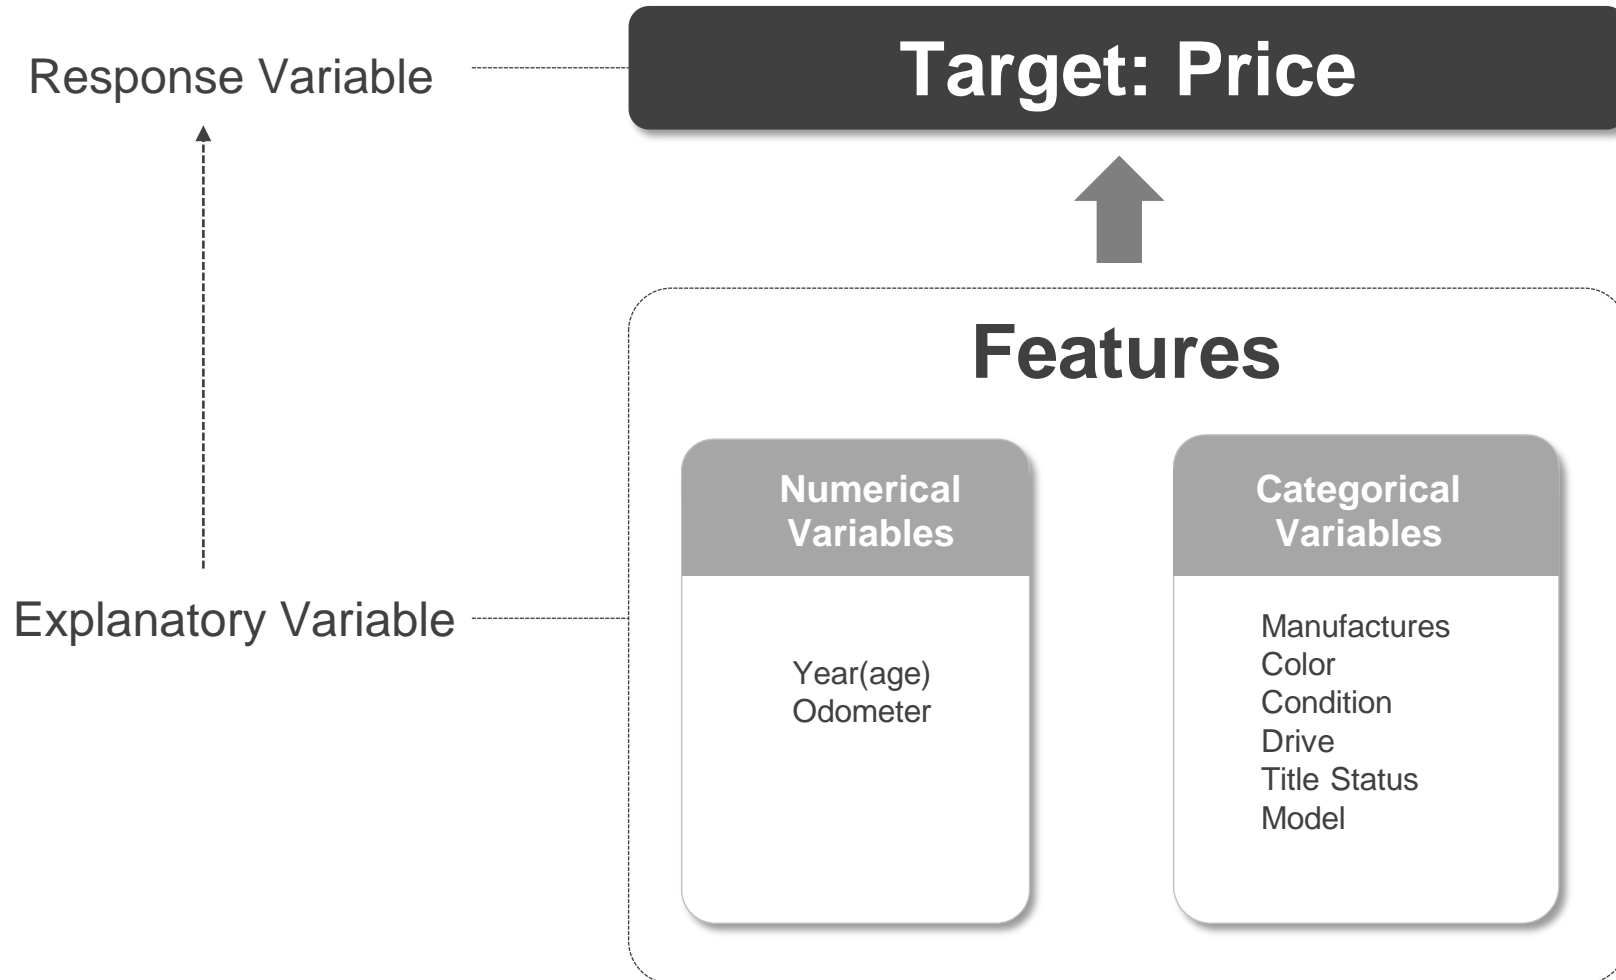 Response Variable
Target: Price
Features
Numerical
Variables
Categorical
Variables
Explanatory Variable
Year(age)
Odometer
Manufactures
Color
Condition
Drive
Title Status
Model